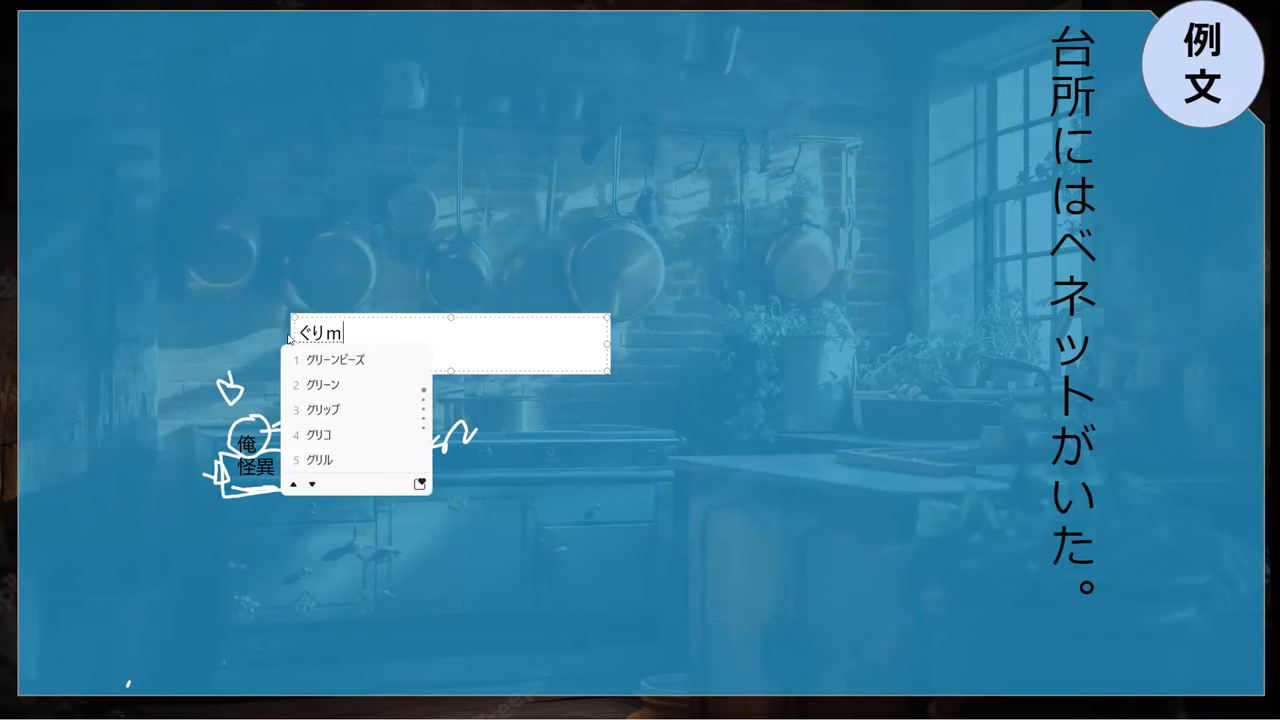 例文
台所にはベネットがいた。
ぐりm
1 グリーンピーズ
2 グリーン
3 グリップ
4 グリコ
5 グリル
俺
怪異